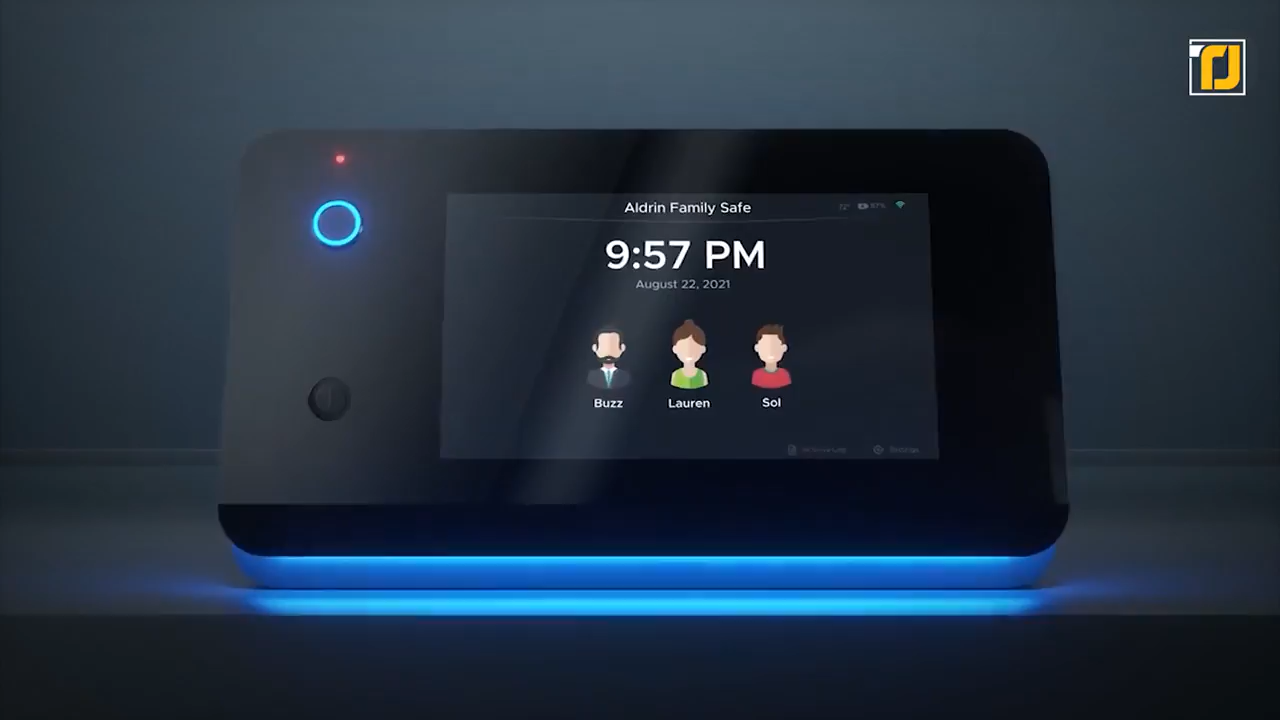 Aldrin Family Safe
9:57 PM
August 22, 2021
Buzz
Lauren
Sol